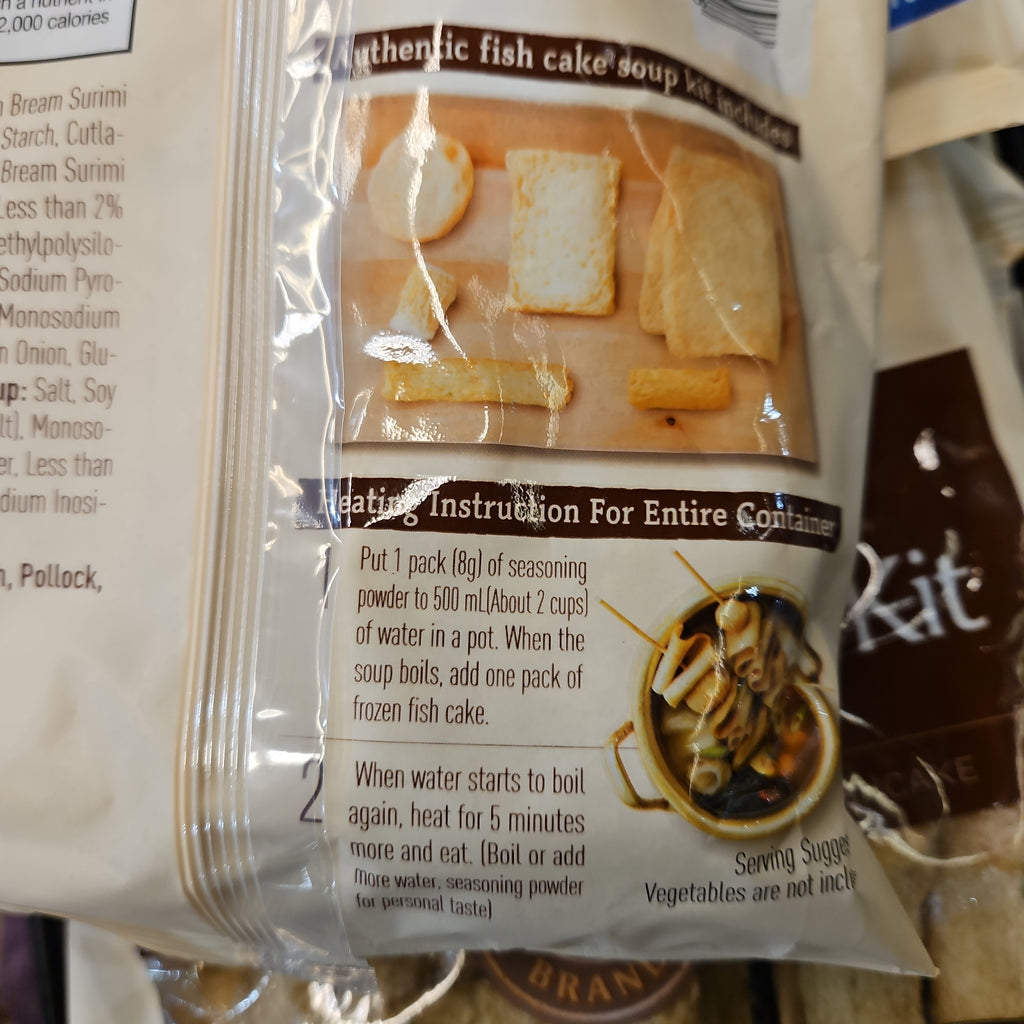 2,000 calories
Bream Surimi
Starch, Cutla-
Bream Surimi
Less than 2%
ethylpolysilo-
Sodium Pyro-
Monosodium
Onion, Glu-
up: Salt, Soy
lt), Monoso-
er, Less than
dium Inosi-
Pollock,
Authentic fish cake soup kit includes
Heating Instruction For Entire Container
1
Put 1 pack (8g) of seasoning
powder to 500 mL(About 2 cups)
of water in a pot. When the
soup boils, add one pack of
frozen fish cake.
2
When water starts to boil
again, heat for 5 minutes
more and eat. (Boil or add
more water, seasoning powder
for personal taste)
Serving Sugges
Vegetables are not inclu
Kit
BRAND